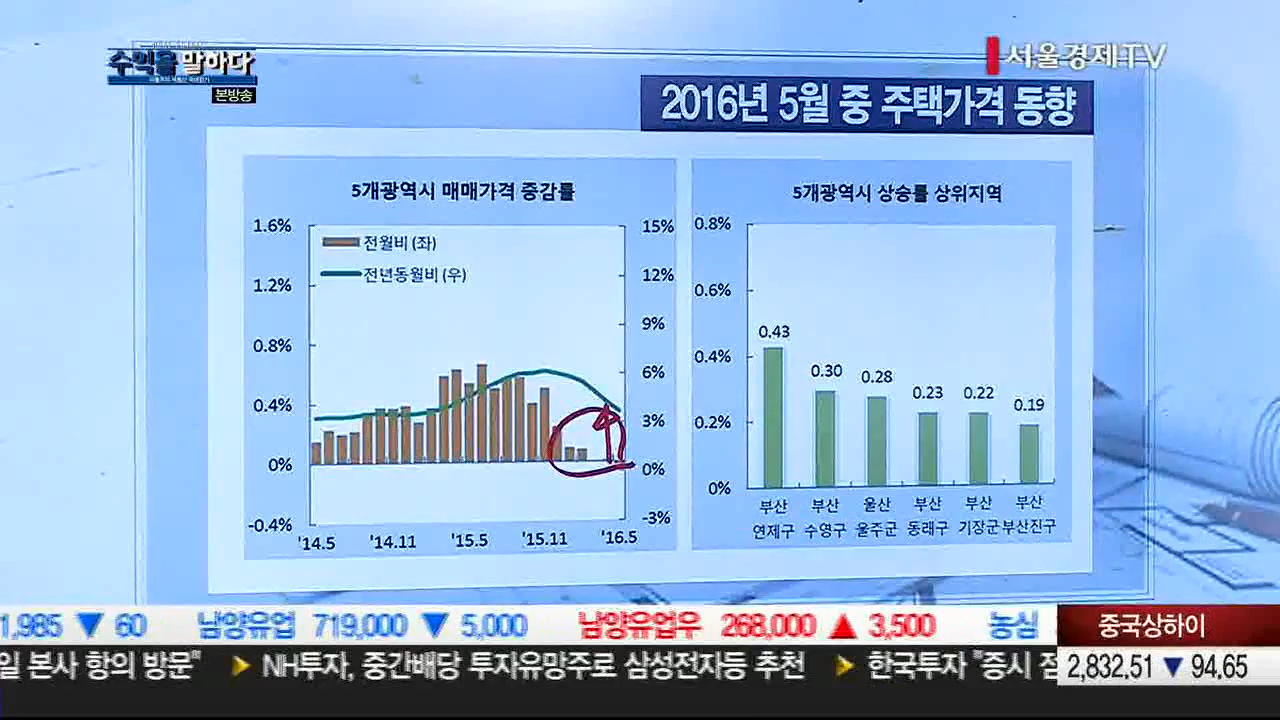 수익을 말하다
본방송
서울경제TV
2016년 5월 중 주택가격 동향
5개광역시 매매가격 증감률
1.6%
1.2%
0.8%
0.4%
0%
-0.4%
전월비 (좌)
전년동월비 (우)
15%
12%
9%
6%
3%
0%
-3%
'14.5 '14.11 '15.5 '15.11 '16.5
5개광역시 상승률 상위지역
0.8%
0.6%
0.4%
0.2%
0%
0.43 0.30 0.28 0.23 0.22 0.19
부산 부산 울산 부산 부산 부산
연제구 수영구 울주군 동래구 기장군 부산진구
1,985 ▼ 60 남양유업 719,000 ▼ 5,000 남양유업우 268,000 ▲ 3,500 농심
중국상하이
일 본사 항의 방문" NH투자, 중간배당 투자유망주로 삼성전자등 추천 한국투자 "증시
2,832.51 ▼ 94.65